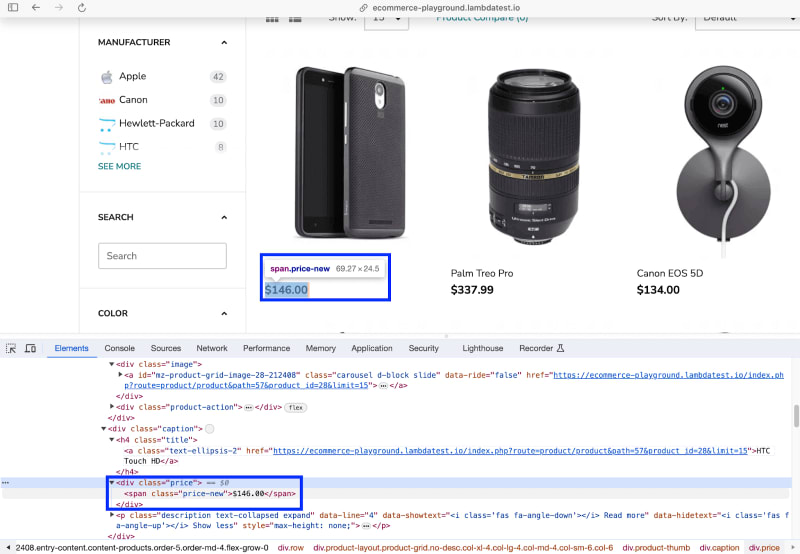 ecommerce-playground.lambdatest.io
Show: 15 Product Compare (0) Sort By: Default
MANUFACTURER
Apple 42
Canon 10
Hewlett-Packard 10
HTC 8
SEE MORE
SEARCH
Search
COLOR
nest
TAMRON
span.price-new 69.27 × 24.5
$146.00
Palm Treo Pro
$337.99
Canon EOS 5D
$134.00
Elements Console Sources Network Performance Memory Application Security Lighthouse Recorder
<div class="image">
<a id="mz-product-grid-image-28-212408" class="carousel d-block slide" data-ride="false" href="https://ecommerce-playground.lambdatest.io/index.ph
p?route=product/product&path=57&product_id=28&limit=15">…</a>
</div>
<div class="product-action">…</div> flex
</div>
<div class="caption">
<h4 class="title">
<a class="text-ellipsis-2" href="https://ecommerce-playground.lambdatest.io/index.php?route=product/product&path=57&product_id=28&limit=15">HTC
Touch HD</a>
</h4>
… <div class="price"> == $0
<span class="price-new">$146.00</span>
</div>
<p class="description text-collapsed expand" data-line="4" data-showtext="<i class='fas fa-angle-down'></i> Read more" data-hidetext="<i class='fas f
a-angle-up'></i> Show less" style="max-height: none;">…</p>
</div>
2408.entry-content.content-products.order-5.order-md-4.flex-grow-0 div.row div.product-layout.product-grid.no-desc.col-xl-4.col-lg-4.col-md-4.col-sm-6.col-6 div.product-thumb div.caption div.price